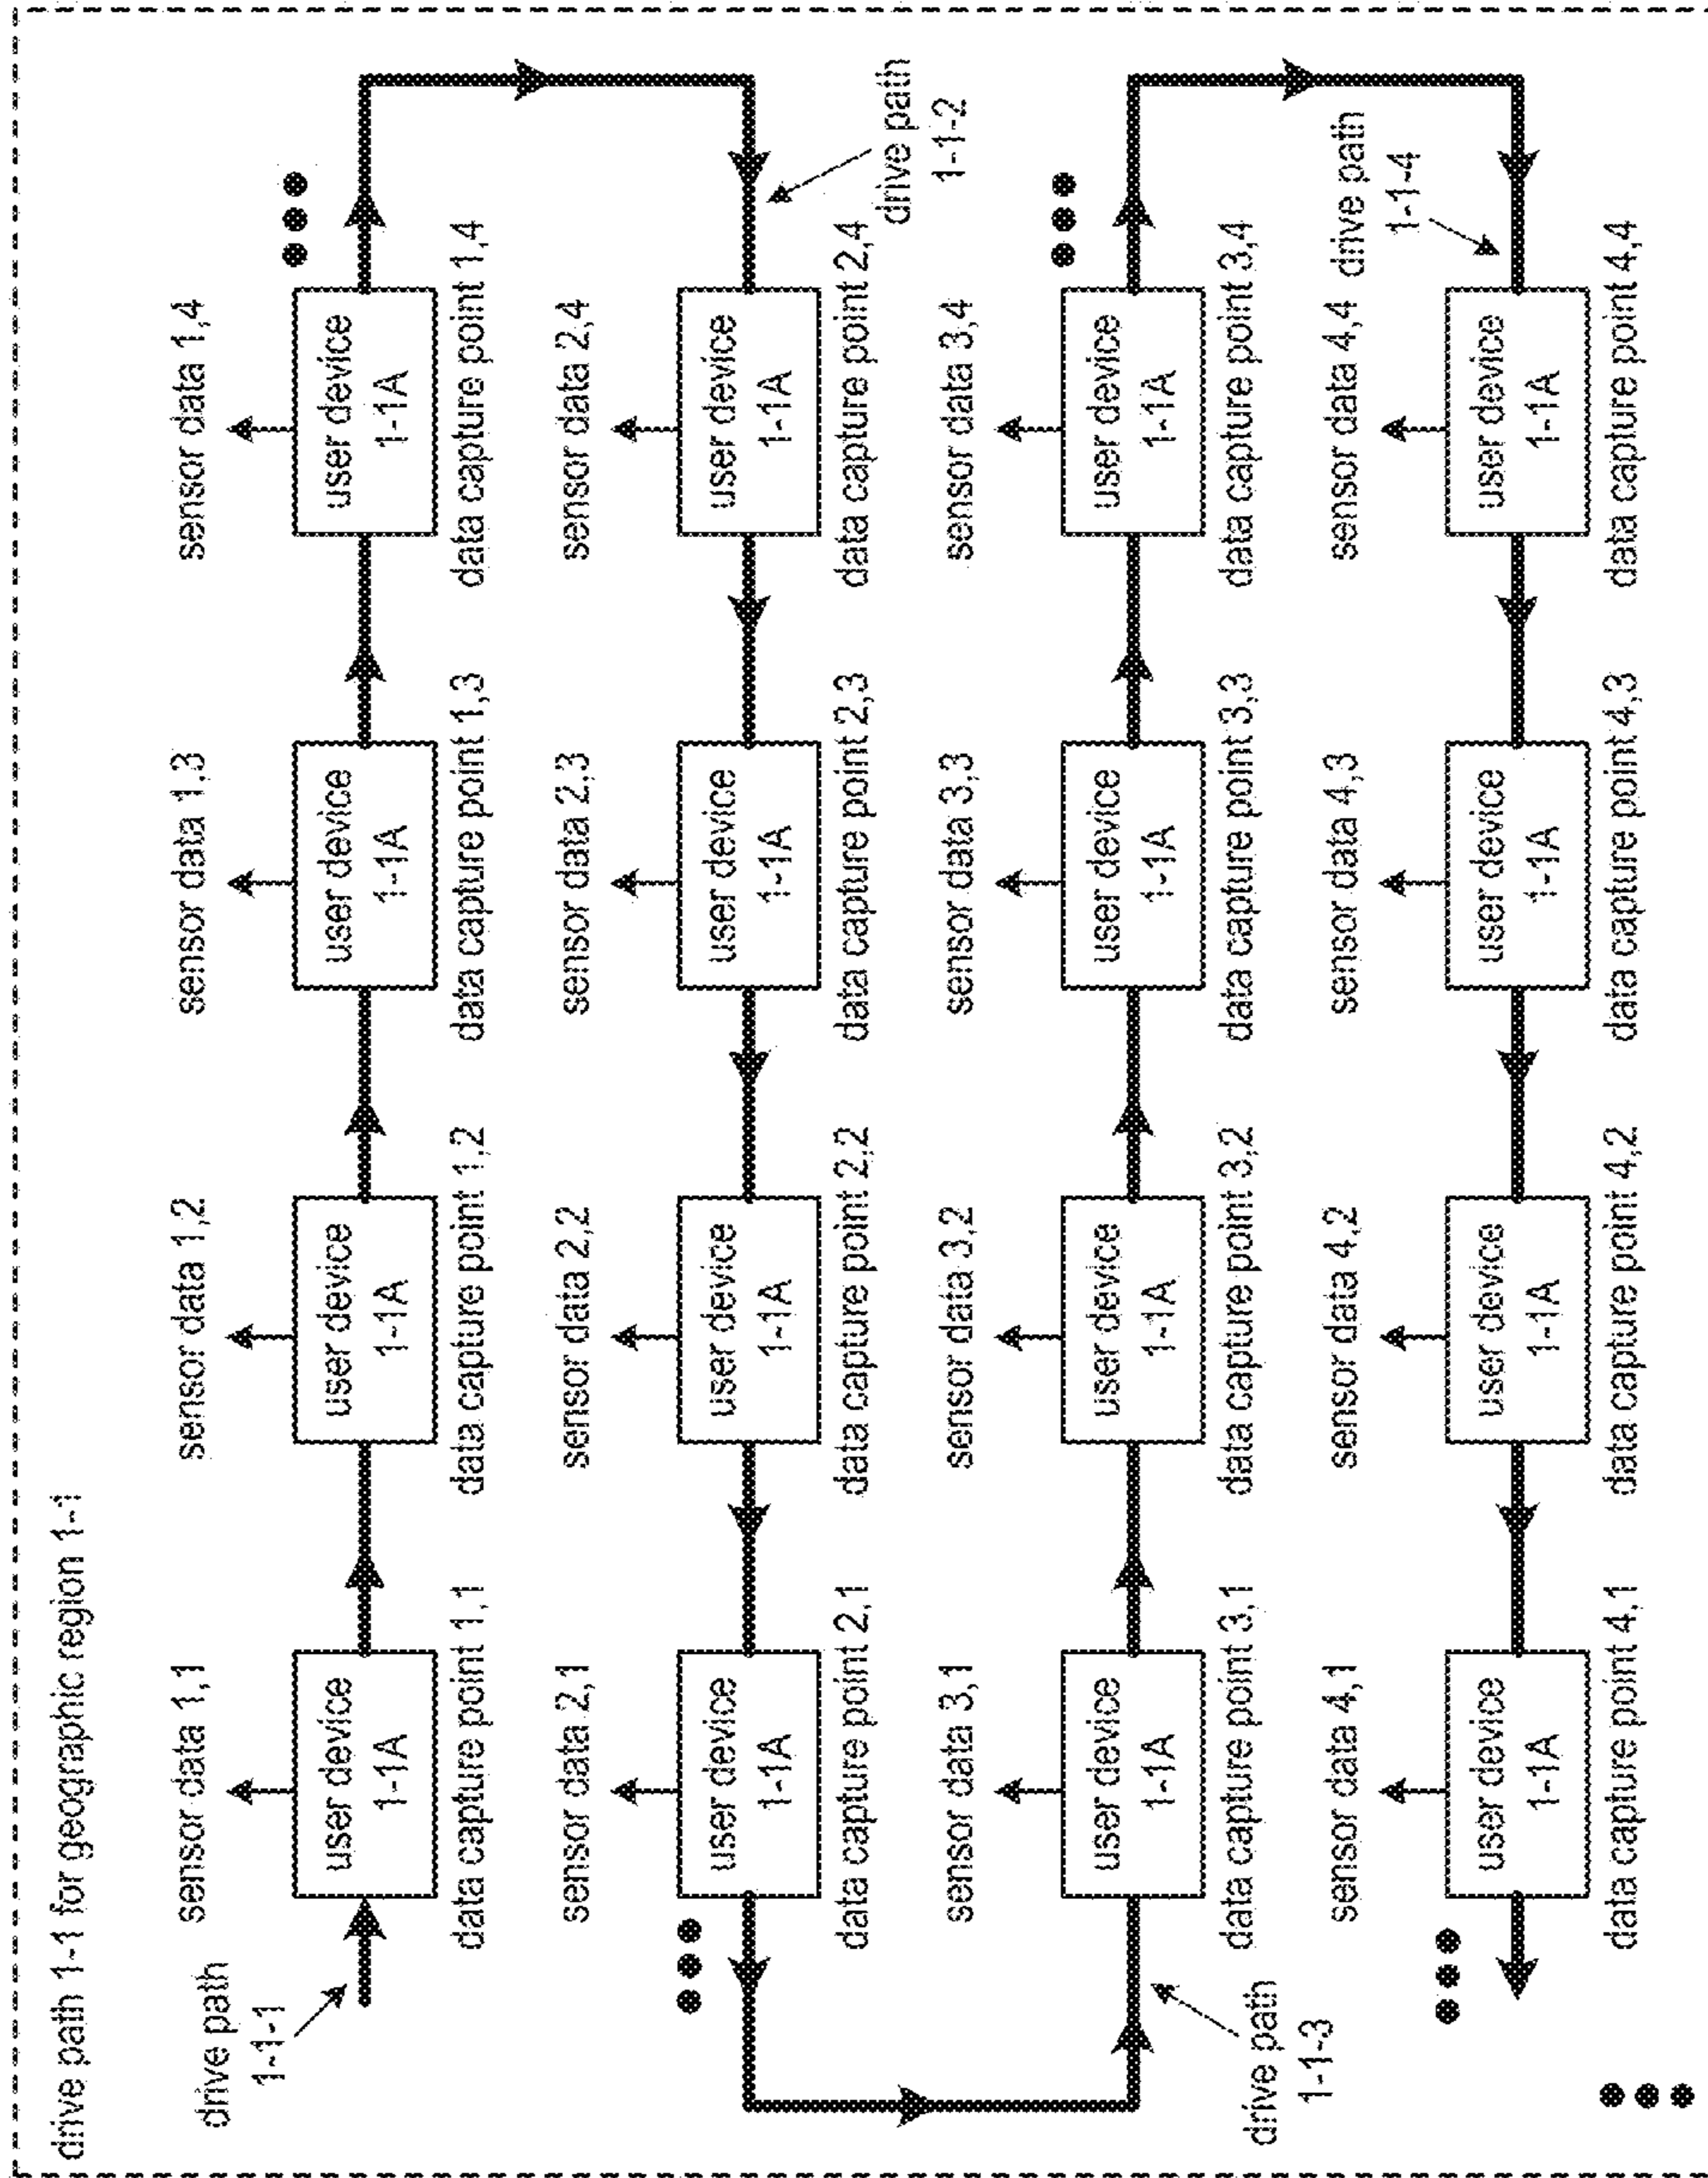 drive path 1-1 for geographic region 1-1
drive path
1-1-1
sensor data 1,1
sensor data 1,2
sensor data 1,3
sensor data 1,4
user device
1-1A
user device
1-1A
user device
1-1A
user device
1-1A
data capture point 1,1
data capture point 1,2
data capture point 1,3
data capture point 1,4
sensor data 2,1
sensor data 2,2
sensor data 2,3
sensor data 2,4
user device
1-1A
user device
1-1A
user device
1-1A
user device
1-1A
drive path
1-1-2
data capture point 2,1
data capture point 2,2
data capture point 2,3
data capture point 2,4
sensor data 3,1
sensor data 3,2
sensor data 3,3
sensor data 3,4
user device
1-1A
user device
1-1A
user device
1-1A
user device
1-1A
drive path
1-1-3
data capture point 3,1
data capture point 3,2
data capture point 3,3
data capture point 3,4
sensor data 4,1
sensor data 4,2
sensor data 4,3
sensor data 4,4
drive path
1-1-4
user device
1-1A
user device
1-1A
user device
1-1A
user device
1-1A
data capture point 4,1
data capture point 4,2
data capture point 4,3
data capture point 4,4